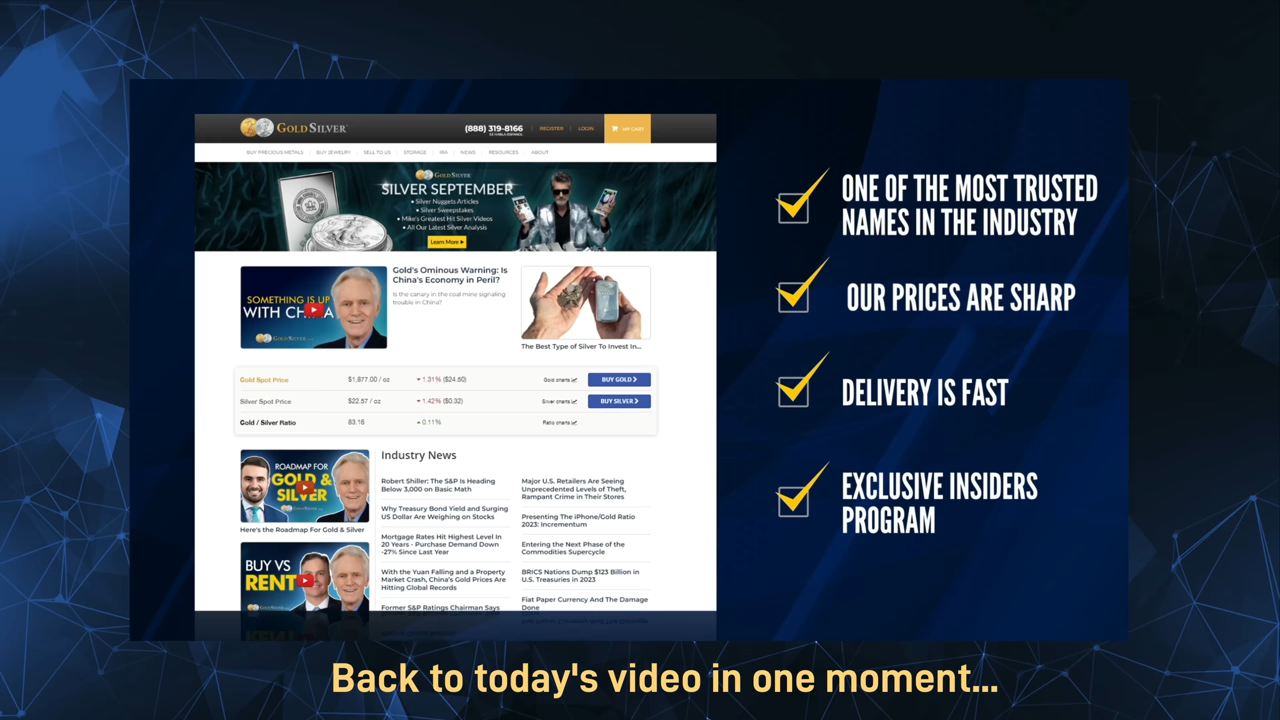 GOLDSILVER
(888) 319-8166
SE HABLA ESPANOL
REGISTER
LOGIN
MY CART
BUY PRECIOUS METALS
BUY JEWELRY
SELL TO US
STORAGE
IRA
NEWS
RESOURCES
ABOUT
GOLDSILVER
SILVER SEPTEMBER
• Silver Nuggets Articles
• Silver Sweepstakes
• Mike's Greatest Hit Silver Videos
• All Our Latest Silver Analysis
Learn More
SOMETHING IS UP
WITH CHINA
GOLDSILVER
Gold's Ominous Warning: Is
China's Economy in Peril?
Is the canary in the coal mine signaling
trouble in China?
The Best Type of Silver To Invest In...
Gold Spot Price $1,877.00 / oz 1.31% ($24.60) Gold charts BUY GOLD
Silver Spot Price $22.57 / oz 1.42% ($0.32) Silver charts BUY SILVER
Gold / Silver Ratio 83.16 0.11% Ratio charts
ROADMAP FOR
GOLD &
SILVER
GOLDSILVER
Here's the Roadmap For Gold & Silver
BUY VS
RENT
GOLDSILVER
Industry News
Robert Shiller: The S&P Is Heading
Below 3,000 on Basic Math
Why Treasury Bond Yield and Surging
US Dollar Are Weighing on Stocks
Mortgage Rates Hit Highest Level In
20 Years - Purchase Demand Down
-27% Since Last Year
With the Yuan Falling and a Property
Market Crash, China's Gold Prices Are
Hitting Global Records
Former S&P Ratings Chairman Says
Major U.S. Retailers Are Seeing
Unprecedented Levels of Theft,
Rampant Crime in Their Stores
Presenting The iPhone/Gold Ratio
2023: Incrementum
Entering the Next Phase of the
Commodities Supercycle
BRICS Nations Dump $123 Billion in
U.S. Treasuries in 2023
Fiat Paper Currency And The Damage
Done
ONE OF THE MOST TRUSTED
NAMES IN THE INDUSTRY
OUR PRICES ARE SHARP
DELIVERY IS FAST
EXCLUSIVE INSIDERS
PROGRAM
Back to today's video in one moment...